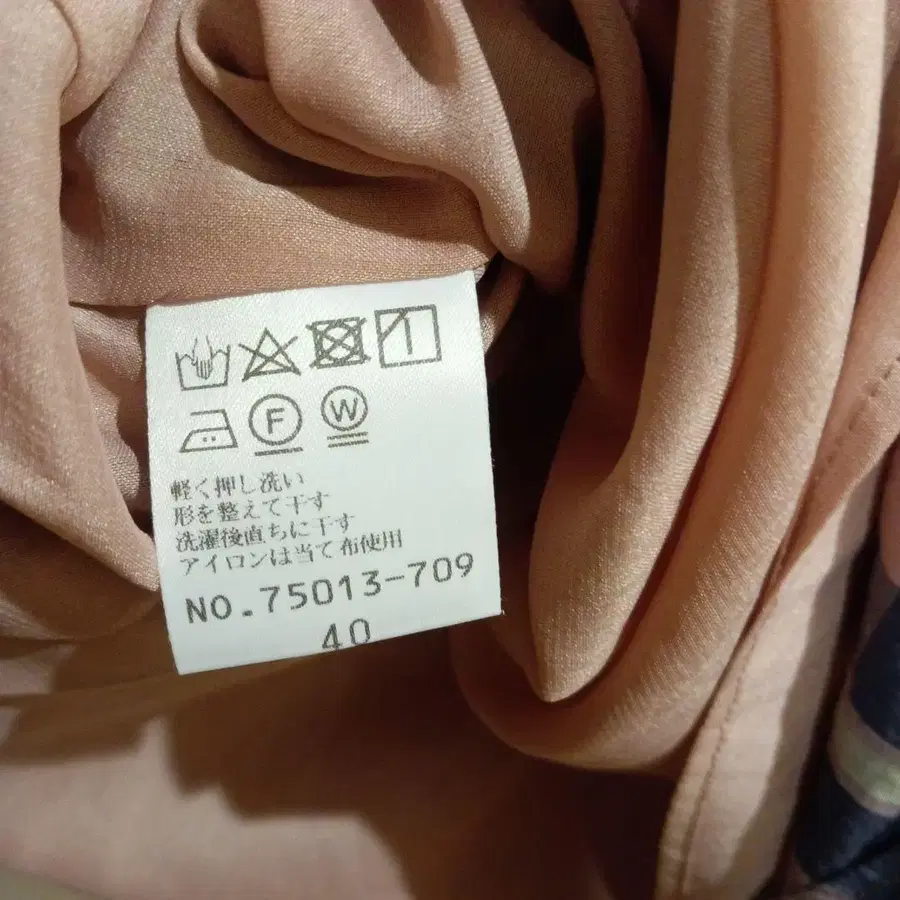 F W
軽く押し洗い
形を整えて干す
洗濯後直ちに干す
アイロンは当て布使用
NO.75013-709
40